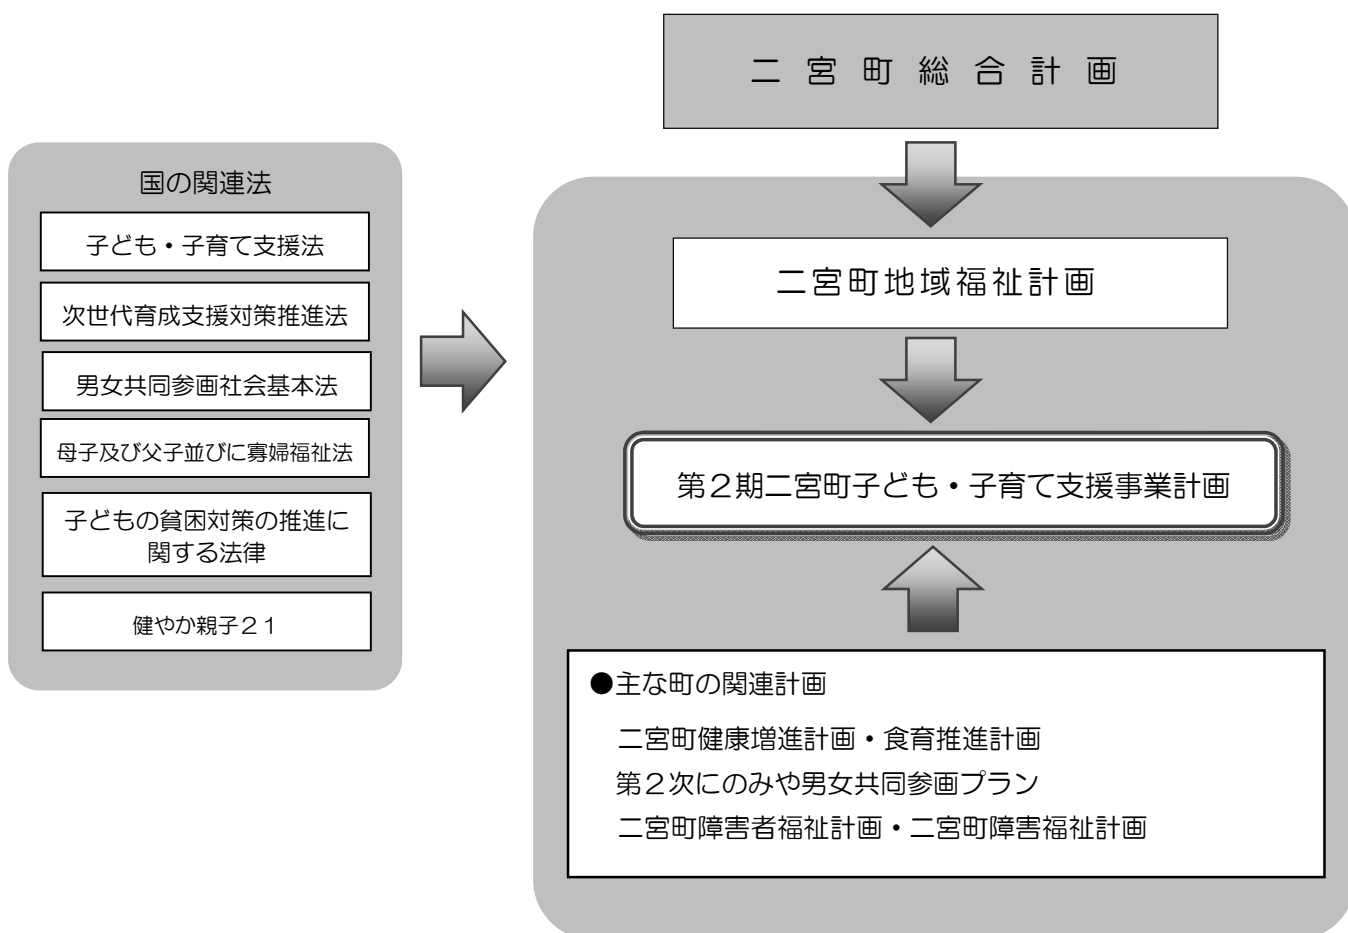 二宮町総合計画
国の関連法
子ども・子育て支援法
次世代育成支援対策推進法
男女共同参画社会基本法
母子及び父子並びに寡婦福祉法
子どもの貧困対策の推進に
関する法律
健やか親子２１
二宮町地域福祉計画
第２期二宮町子ども・子育て支援事業計画
●主な町の関連計画
二宮町健康増進計画・食育推進計画
第２次にのみや男女共同参画プラン
二宮町障害者福祉計画・二宮町障害福祉計画